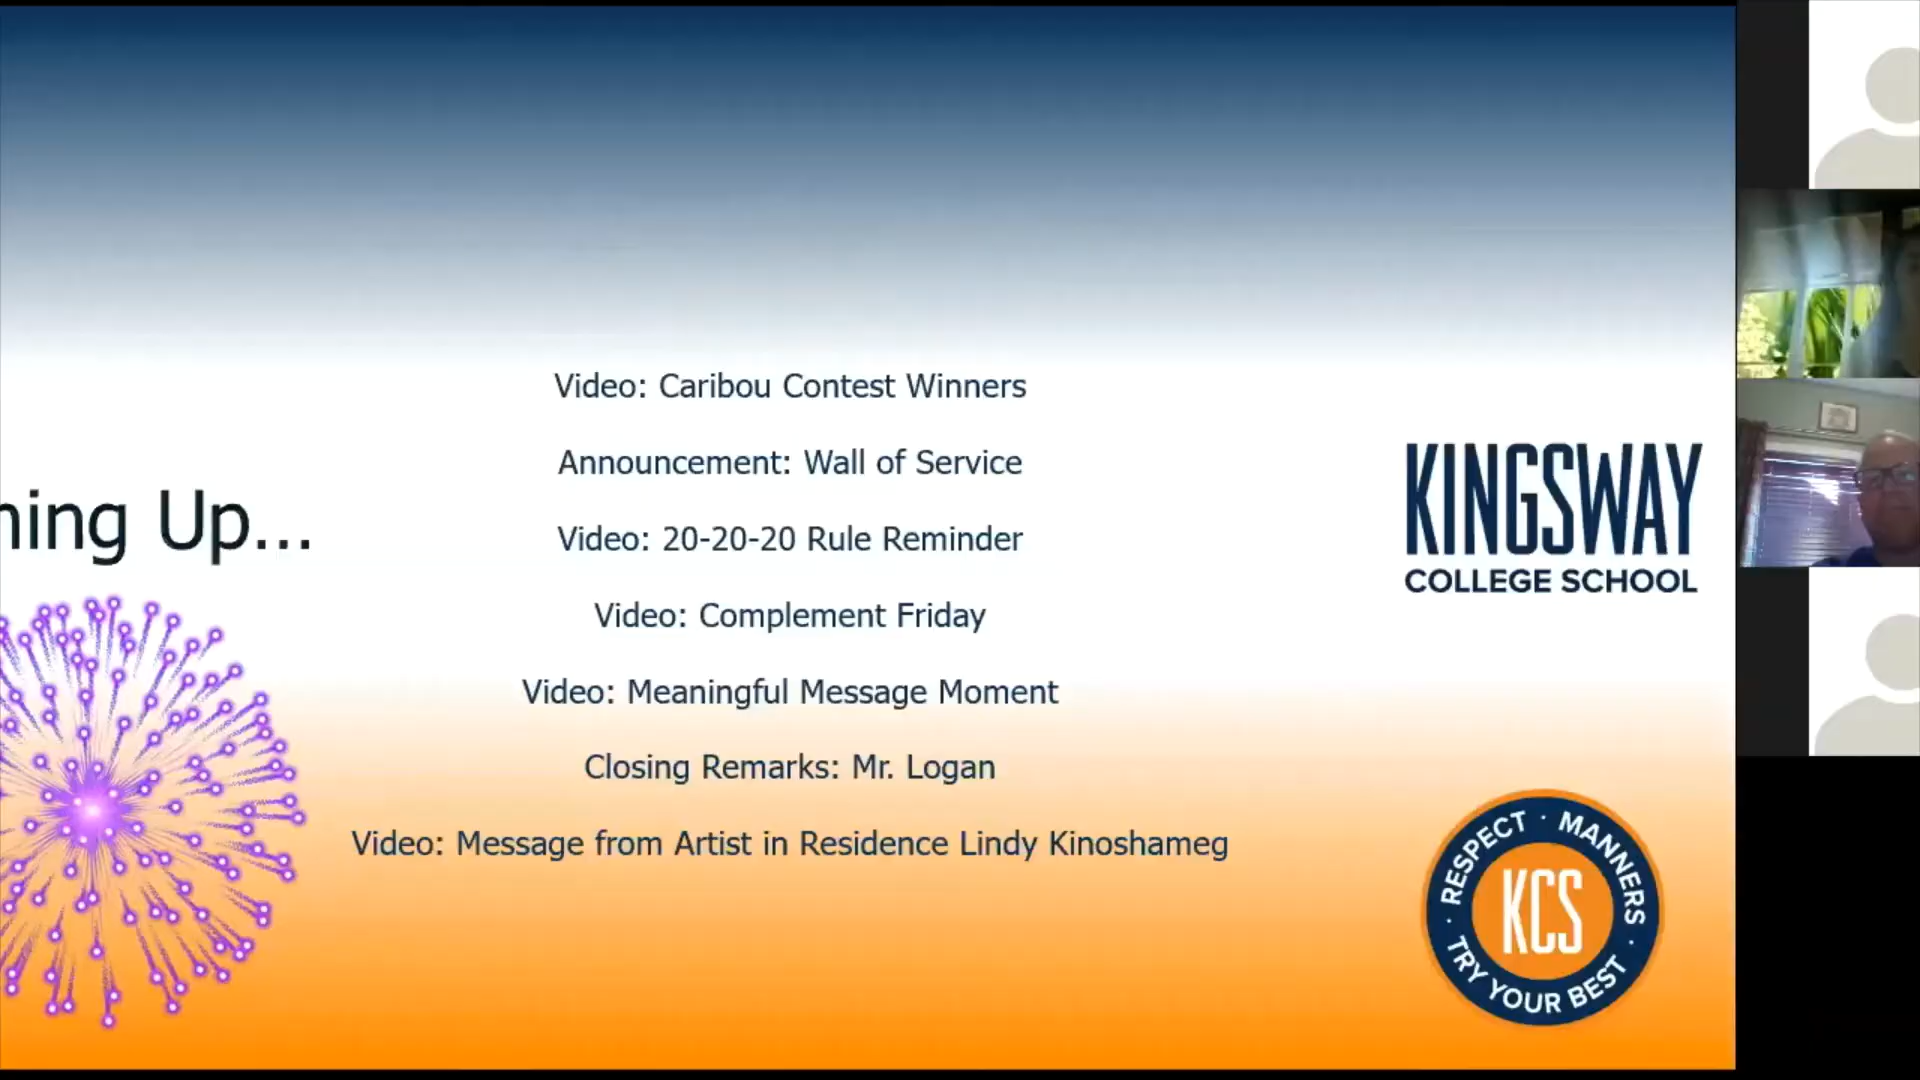 Video: Caribou Contest Winners
Announcement: Wall of Service
ning Up...
Video: 20-20-20 Rule Reminder
Video: Complement Friday
Video: Meaningful Message Moment
Closing Remarks: Mr. Logan
Video: Message from Artist in Residence Lindy Kinoshameg
KINGSWAY
COLLEGE SCHOOL
· RESPECT · MANNERS ·
KCS
TRY YOUR BEST